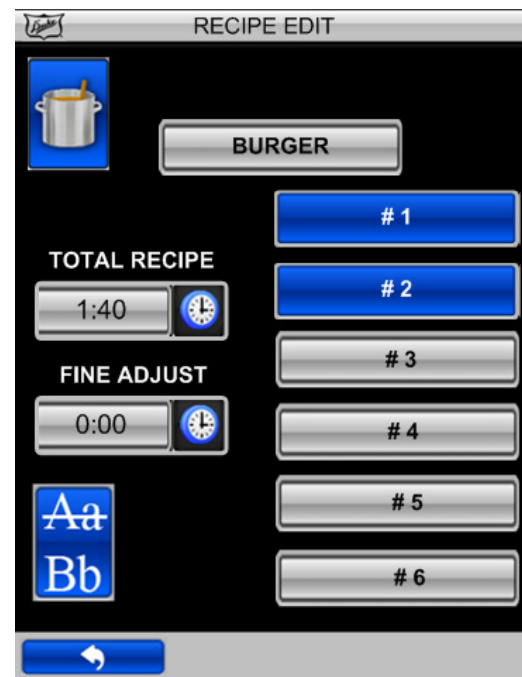 RECIPE EDIT
BURGER
# 1
# 2
# 3
# 4
# 5
# 6
TOTAL RECIPE
1:40
FINE ADJUST
0:00
Aa
Bb